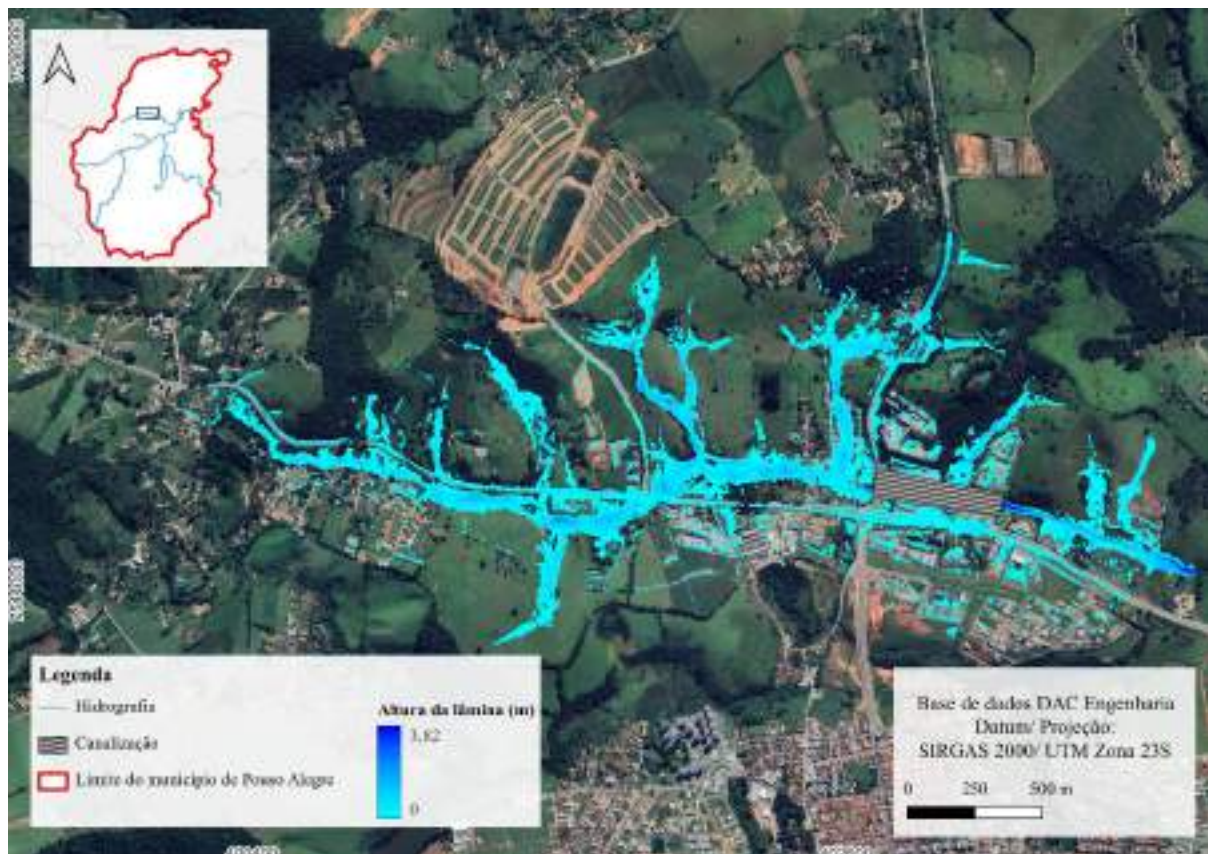 Legenda
Hidrografia
Canalização
Limite do município de Pouso Alegre
Altura da lâmina (m)
3,82
0
Base de dados DAC Engenharia
Datum/ Projeção:
SIRGAS 2000/ UTM Zona 23S
0 250 500 m